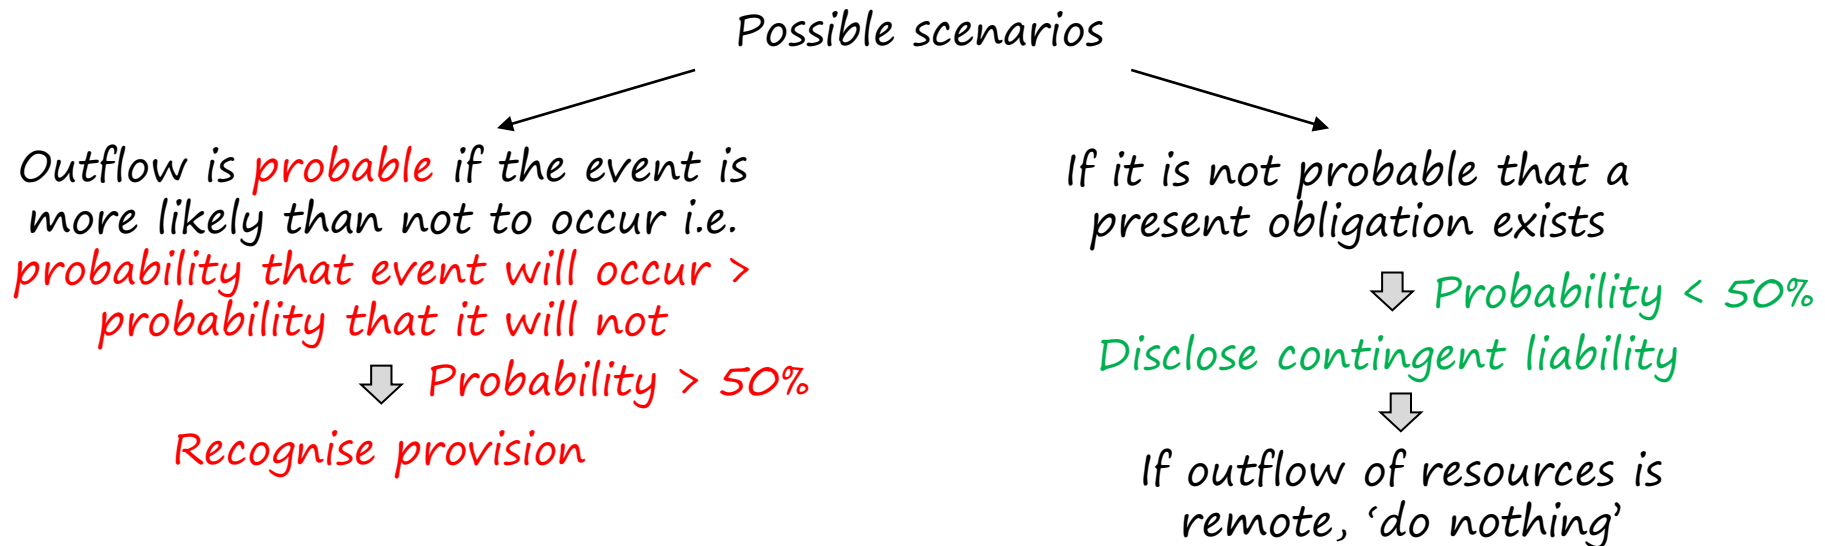 Possible scenarios
Outflow is probable if the event is
more likely than not to occur i.e.
probability that event will occur >
probability that it will not
Probability > 50%
Recognise provision
If it is not probable that a
present obligation exists
Probability < 50%
Disclose contingent liability
If outflow of resources is
remote, ‘do nothing’